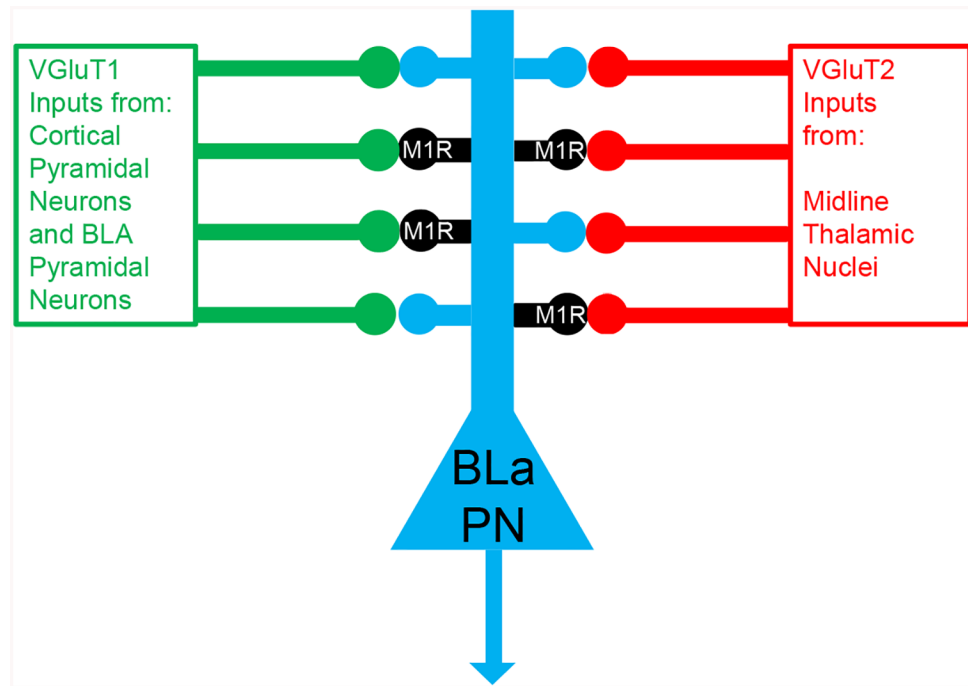 VGluT1
Inputs from:
Cortical
Pyramidal
Neurons
and BLA
Pyramidal
Neurons
M1R
M1R
M1R
M1R
VGluT2
Inputs
from:
Midline
Thalamic
Nuclei
BLa
PN